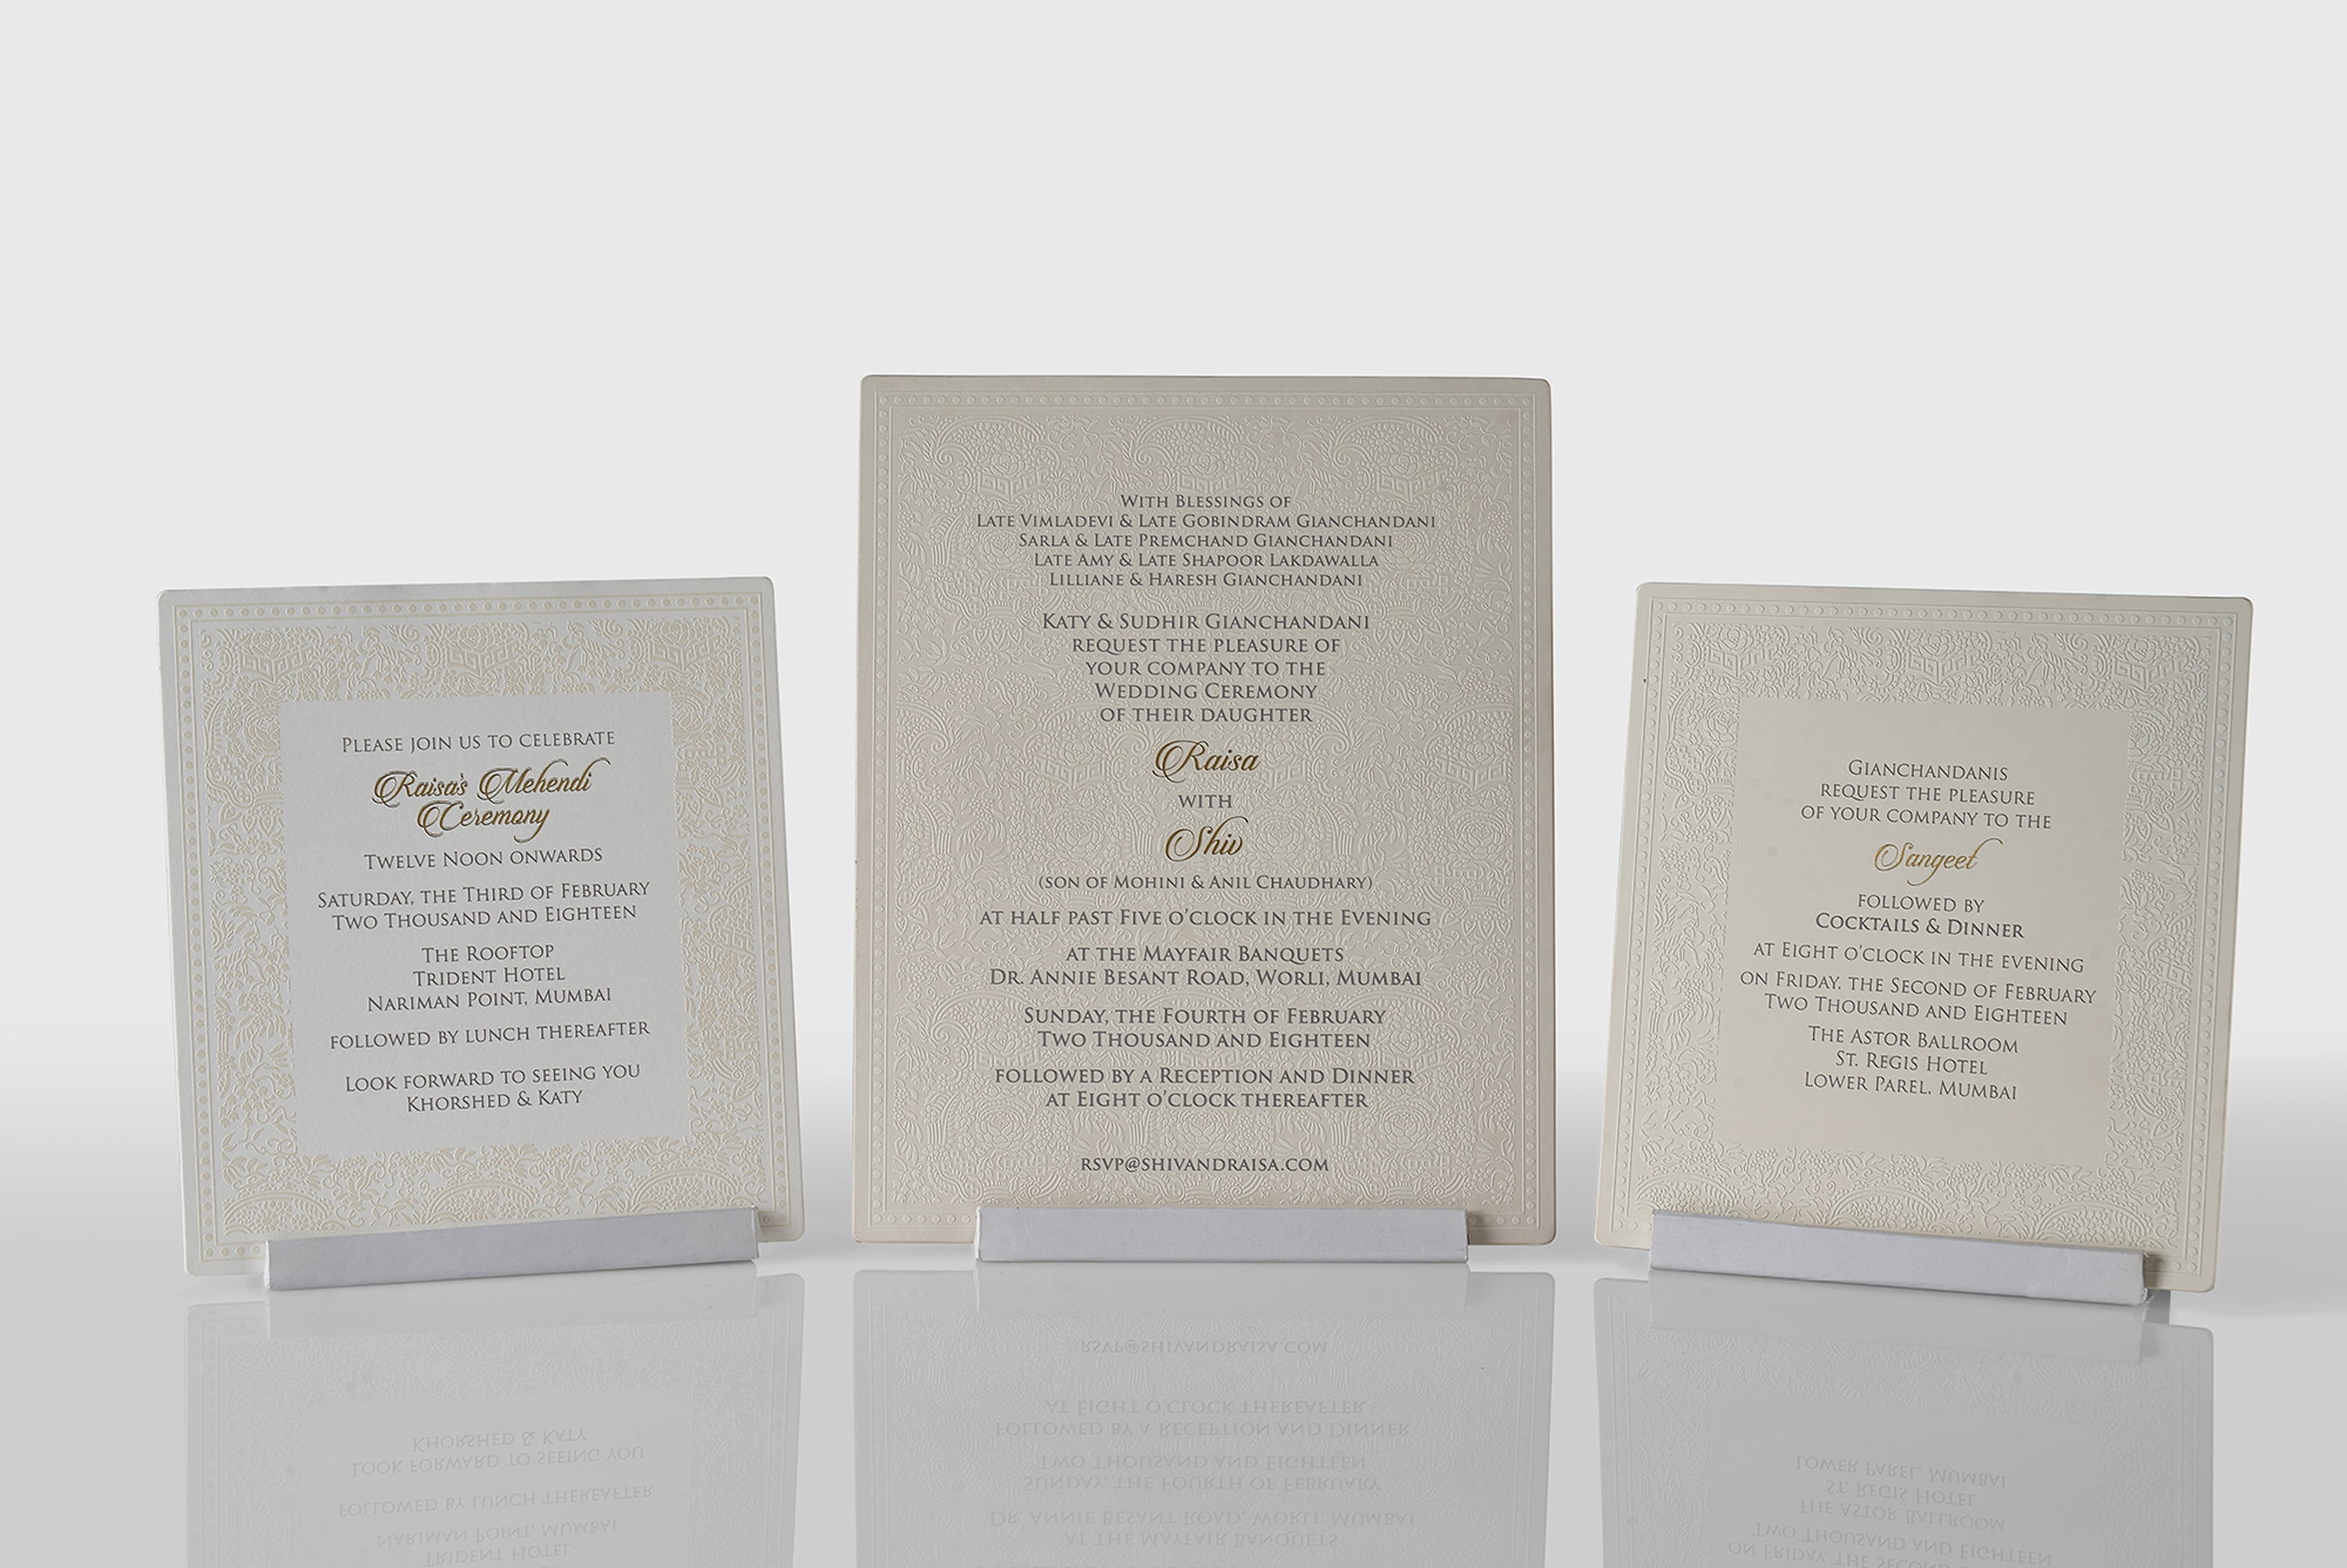 Please join us to celebrate
Raisa's Mehendi
Ceremony
Twelve Noon onwards
Saturday, the Third of February
Two Thousand and Eighteen
The Rooftop
Trident Hotel
Nariman Point, Mumbai
followed by lunch thereafter
Look forward to seeing you
Khorshed & Katy
With Blessings of
Late Vimladevi & Late Gobindram Gianchandani
Sarla & Late Premchand Gianchandani
Late Amy & Late Shapoor Lakdawalla
Lilliane & Haresh Gianchandani
Katy & Sudhir Gianchandani
request the pleasure of
your company to the
Wedding Ceremony
of their daughter
Raisa
with
Shiv
(son of Mohini & Anil Chaudhary)
at half past Five o'clock in the Evening
at the Mayfair Banquets
Dr. Annie Besant Road, Worli, Mumbai
Sunday, the Fourth of February
Two Thousand and Eighteen
followed by a Reception and Dinner
at Eight o'clock thereafter
rsvp@shivandraisa.com
Gianchandanis
request the pleasure
of your company to the
Sangeet
followed by
Cocktails & Dinner
at Eight o'clock in the evening
on Friday, the Second of February
Two Thousand and Eighteen
The Astor Ballroom
St. Regis Hotel
Lower Parel, Mumbai